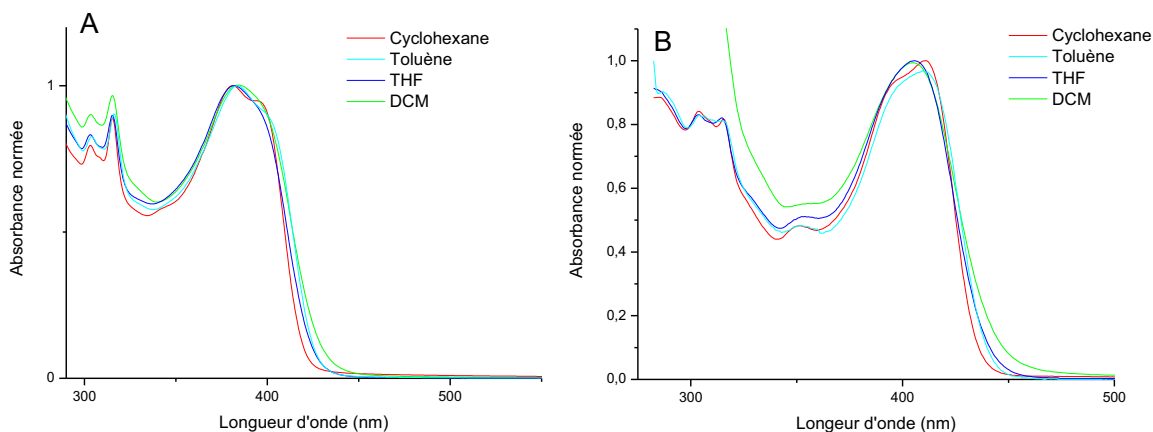 A
Cyclohexane
Toluène
THF
DCM
1
0
300
400
500
Absorbance normée
Longueur d'onde (nm)
B
Cyclohexane
Toluène
THF
DCM
1,0
0,8
0,6
0,4
0,2
0,0
300
400
500
Absorbance normée
Longueur d'onde (nm)